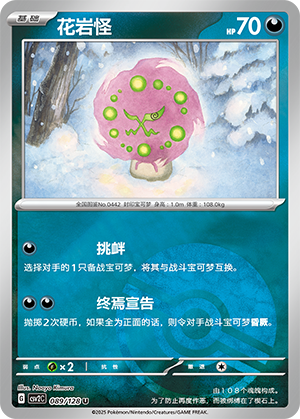 基础 花岩怪 HP70
全国图鉴No.0442 封印宝可梦 身高：1.0m 体重：108.0kg
挑衅
选择对手的1只备战宝可梦，将其与战斗宝可梦互换。
终焉宣告
抛掷2次硬币，如果全为正面的话，则令对手的战斗宝可梦昏厥。
弱点 ×2 抗性 撤退
Illus. Naoyo Kimura
G CSV2C 089/128 U
由108个魂魄构成。
为了防止再度作恶，而被绑缚在了楔石上。
©2025 Pokémon/Nintendo/Creatures/GAME FREAK.